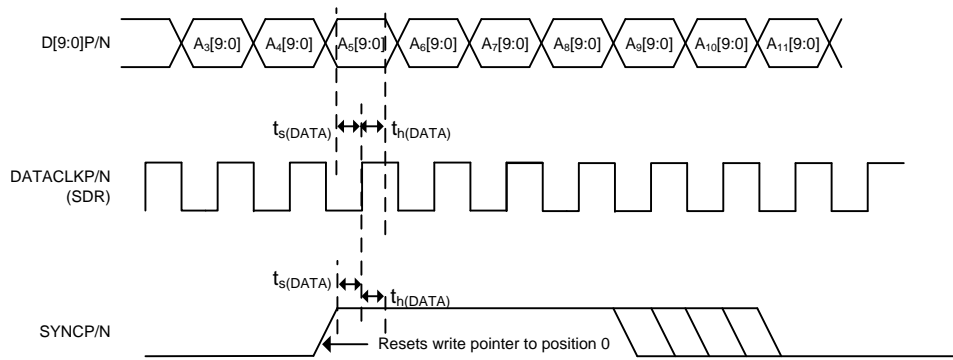 D[9:0]P/N
A3[9:0] A4[9:0] A5[9:0] A6[9:0] A7[9:0] A8[9:0] A9[9:0] A10[9:0] A11[9:0]
ts(DATA) th(DATA)
DATACLKP/N
(SDR)
ts(DATA)
th(DATA)
SYNCP/N
Resets write pointer to position 0